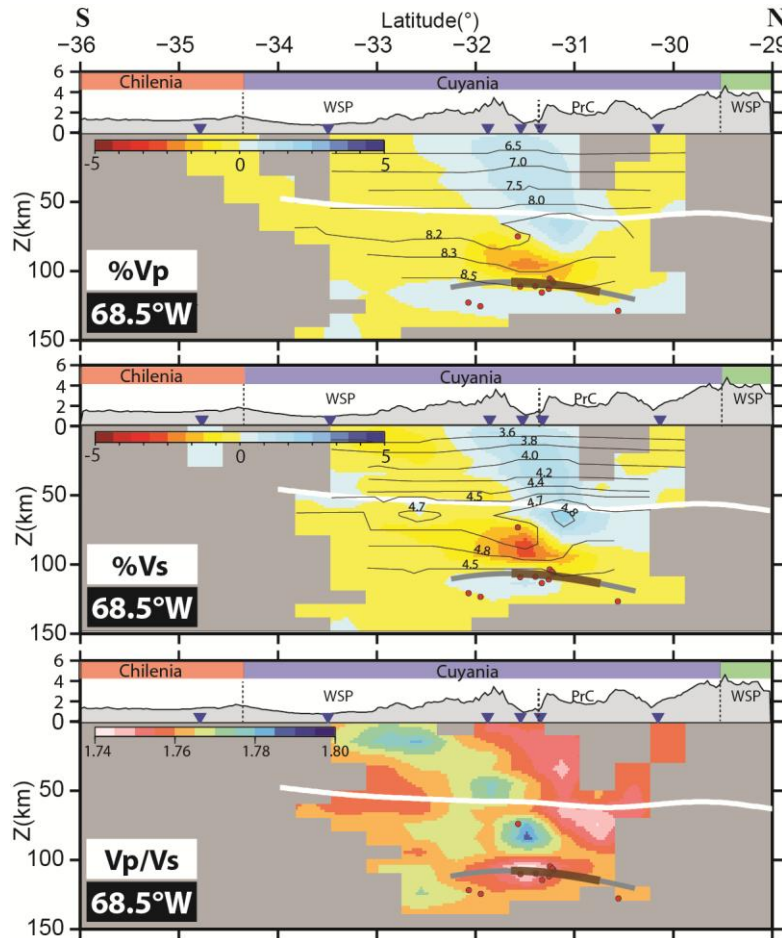 S Latitude(°) N
−36 −35 −34 −33 −32 −31 −30 −29
6 Chilenia Cuyania
4 WSP PrC WSP
2
0
-5 0 5
6.5
7.0
50 7.5
8.0
8.2
8.3
100 8.5
Z(km)
%Vp
68.5°W
150
6 Chilenia Cuyania
4 WSP PrC WSP
2
0
-5 0 5
3.6
3.8
4.0
4.2
4.4
50 4.5 4.7
4.7 4.8
4.8
100 4.5
Z(km)
%Vs
68.5°W
150
6 Chilenia Cuyania
4 WSP PrC WSP
2
0
1.74 1.76 1.78 1.80
50
Z(km)
100
Vp/Vs
68.5°W
150